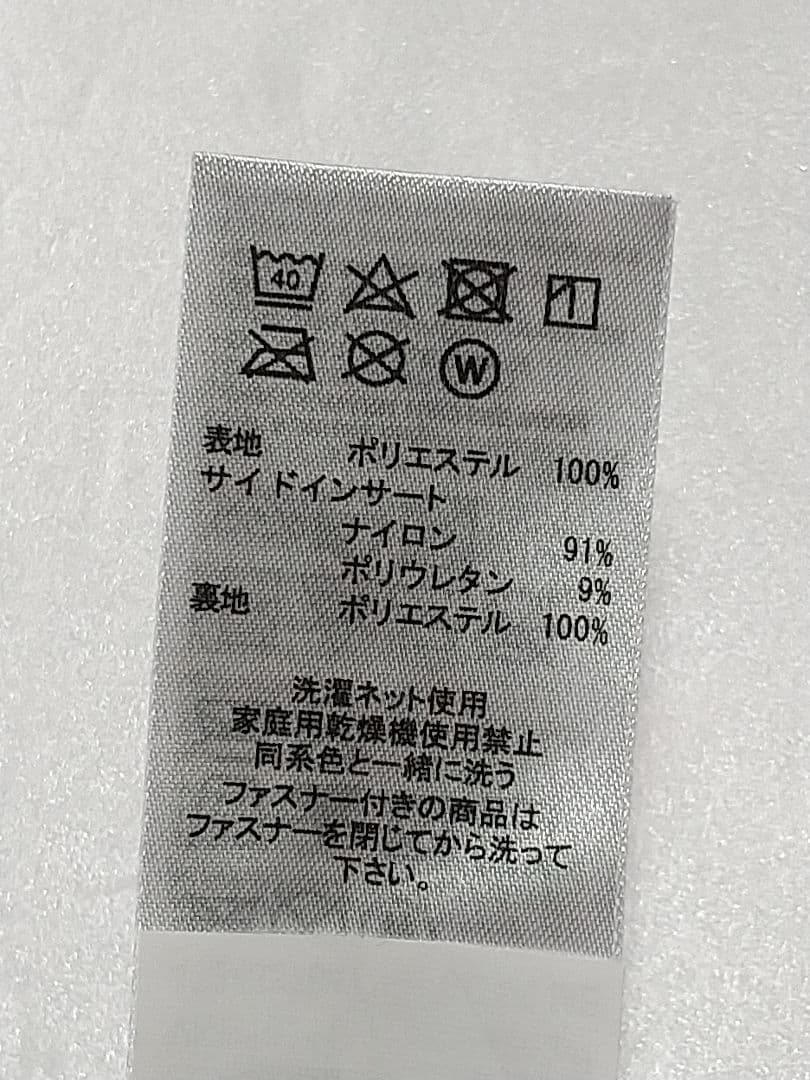 40
W
表地 ポリエステル 100%
サイドインサート
ナイロン 91%
ポリウレタン 9%
裏地 ポリエステル 100%
洗濯ネット使用
家庭用乾燥機使用禁止
同系色と一緒に洗う
ファスナー付きの商品は
ファスナーを閉じてから洗って
下さい。